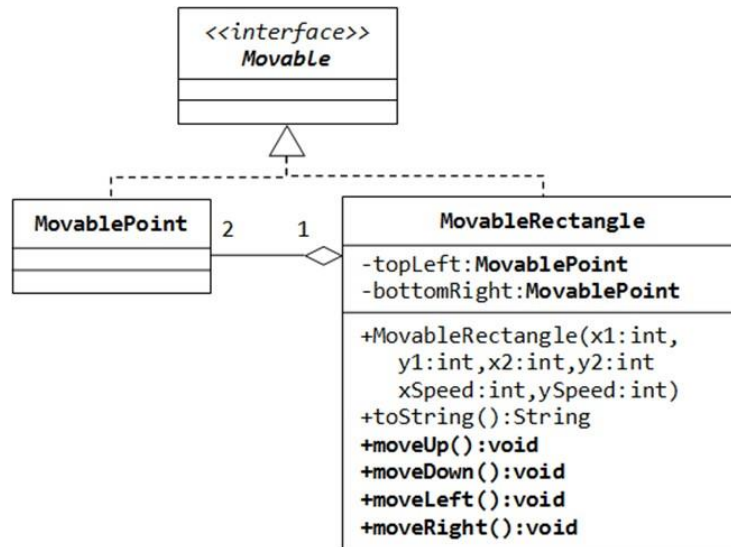 <<interface>>
Movable
MovablePoint
2
1
MovableRectangle
-topLeft:MovablePoint
-bottomRight:MovablePoint
+MovableRectangle(x1:int,
y1:int,x2:int,y2:int
xSpeed:int,ySpeed:int)
+toString():String
+moveUp():void
+moveDown():void
+moveLeft():void
+moveRight():void